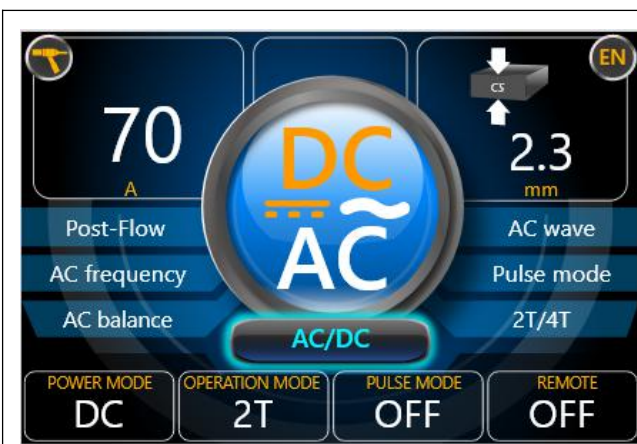 EN
CS
70
A
2.3
mm
DC
AC
Post-Flow
AC frequency
AC balance
AC wave
Pulse mode
2T/4T
AC/DC
POWER MODE
DC
OPERATION MODE
2T
PULSE MODE
OFF
REMOTE
OFF